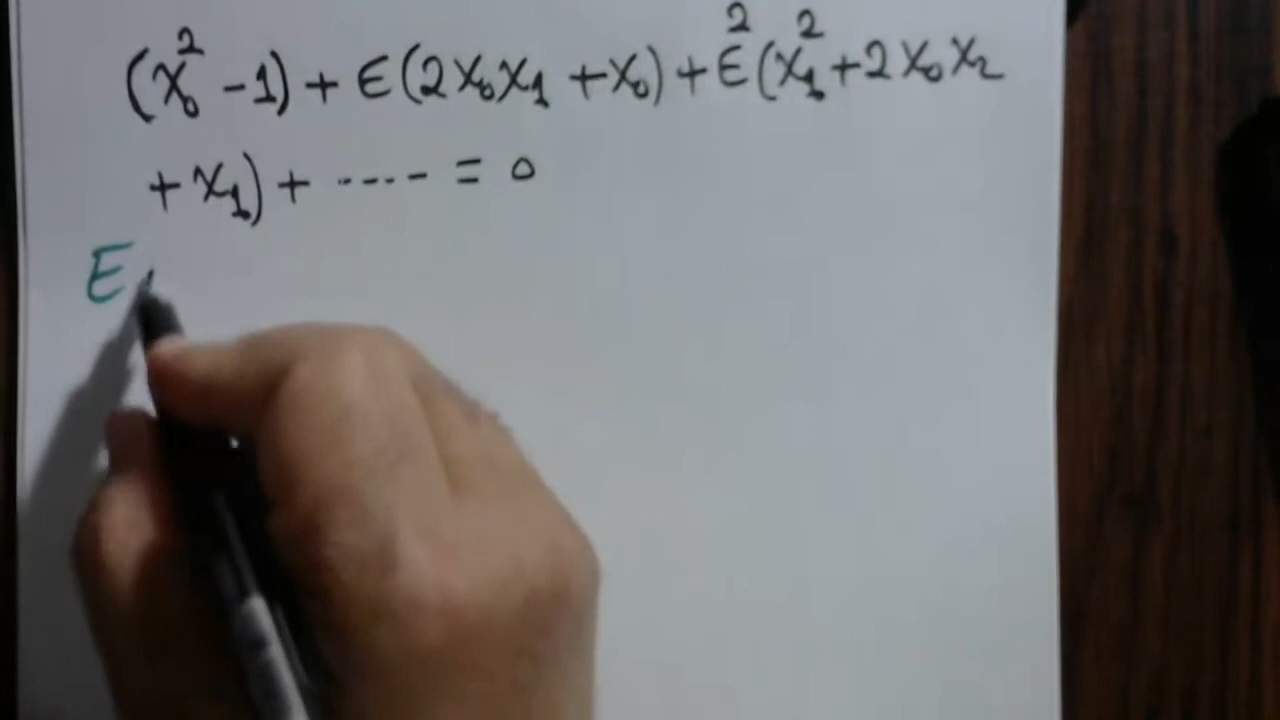 (x₀² - 1) + ϵ(2x₀x₁ + x₀) + ϵ²(x₁² + 2x₀x₂
+ x₁) + ---- = 0
E